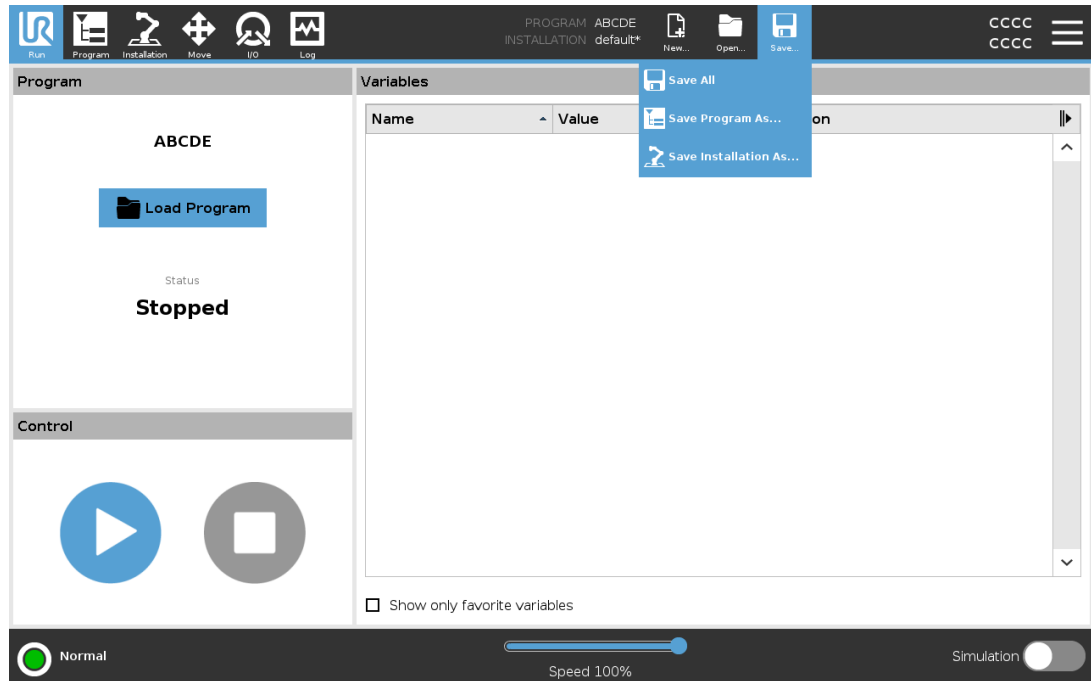 UR
Run
Program
Installation
Move
I/O
Log
PROGRAM ABCDE
INSTALLATION default*
New...
Open...
Save...
CCCC
CCCC
Save All
Save Program As...
Save Installation As...
Program
ABCDE
Load Program
Status
Stopped
Control
Variables
Name
Value
on
Show only favorite variables
Normal
Speed 100%
Simulation